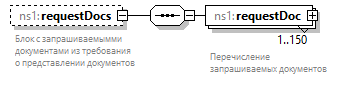 ns1:requestDocs
ns1:requestDoc
1..150
Блок с запрашиваемыми
документами из требования
о представлении документов
Перечисление
запрашиваемых документов